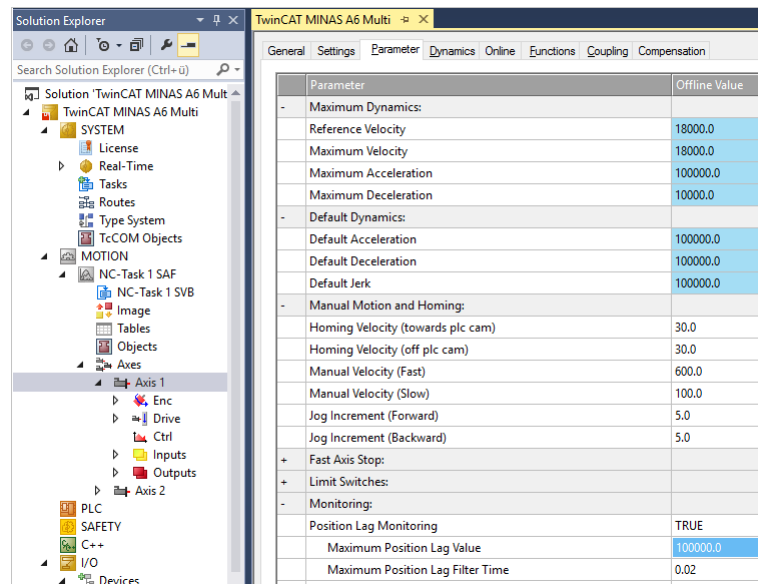 Solution Explorer
Search Solution Explorer (Ctrl+ü)
Solution 'TwinCAT MINAS A6 Mult
TwinCAT MINAS A6 Multi
SYSTEM
License
Real-Time
Tasks
Routes
Type System
TcCOM Objects
MOTION
NC-Task 1 SAF
NC-Task 1 SVB
Image
Tables
Objects
Axes
Axis 1
Enc
Drive
Ctrl
Inputs
Outputs
Axis 2
PLC
SAFETY
C++
I/O
Devices
TwinCAT MINAS A6 Multi
General Settings Parameter Dynamics Online Functions Coupling Compensation
Parameter Offline Value
- Maximum Dynamics:
Reference Velocity 18000.0
Maximum Velocity 18000.0
Maximum Acceleration 100000.0
Maximum Deceleration 10000.0
- Default Dynamics:
Default Acceleration 100000.0
Default Deceleration 100000.0
Default Jerk 100000.0
- Manual Motion and Homing:
Homing Velocity (towards plc cam) 30.0
Homing Velocity (off plc cam) 30.0
Manual Velocity (Fast) 600.0
Manual Velocity (Slow) 100.0
Jog Increment (Forward) 5.0
Jog Increment (Backward) 5.0
+ Fast Axis Stop:
+ Limit Switches:
- Monitoring:
Position Lag Monitoring TRUE
Maximum Position Lag Value 100000.0
Maximum Position Lag Filter Time 0.02